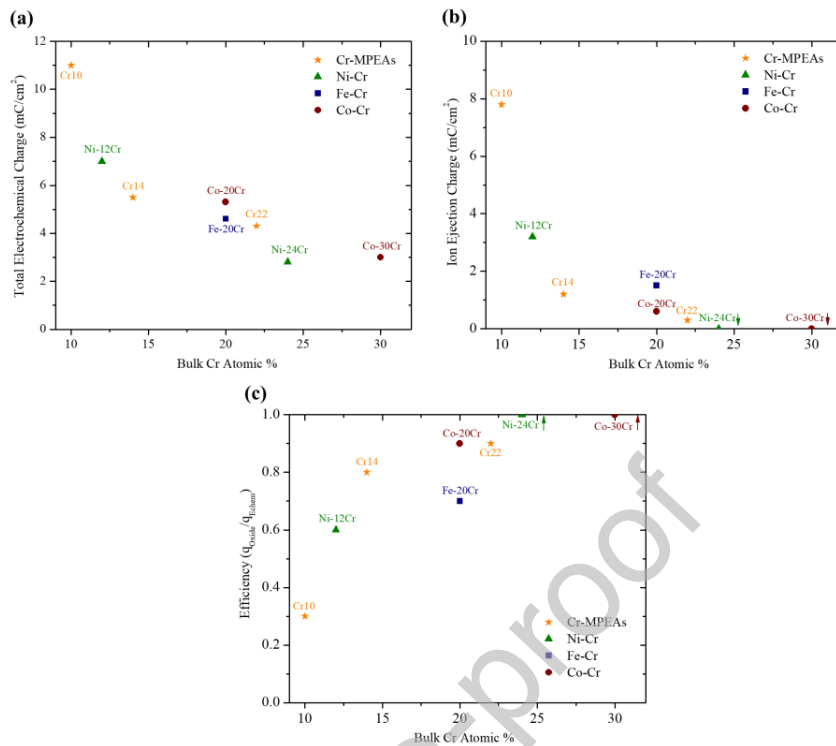 (a)
12
10
8
6
4
2
0
Total Electrochemical Charge (mC/cm²)
10
15
20
25
30
Bulk Cr Atomic %
Cr-MPEAs
Ni-Cr
Fe-Cr
Co-Cr
Cr10
Ni-12Cr
Cr14
Co-20Cr
Fe-20Cr
Cr22
Ni-24Cr
Co-30Cr
(b)
10
8
6
4
2
0
Ion Ejection Charge (mC/cm²)
10
15
20
25
30
Bulk Cr Atomic %
Cr-MPEAs
Ni-Cr
Fe-Cr
Co-Cr
Cr10
Ni-12Cr
Cr14
Fe-20Cr
Co-20Cr
Cr22
Ni-24Cr
Co-30Cr
(c)
1.0
0.8
0.6
0.4
0.2
0.0
Efficiency (qOxide/qEchem)
10
15
20
25
30
Bulk Cr Atomic %
Ni-24Cr
Co-30Cr
Co-20Cr
Cr22
Cr14
Fe-20Cr
Ni-12Cr
Cr10
Cr-MPEAs
Ni-Cr
Fe-Cr
Co-Cr
-proof